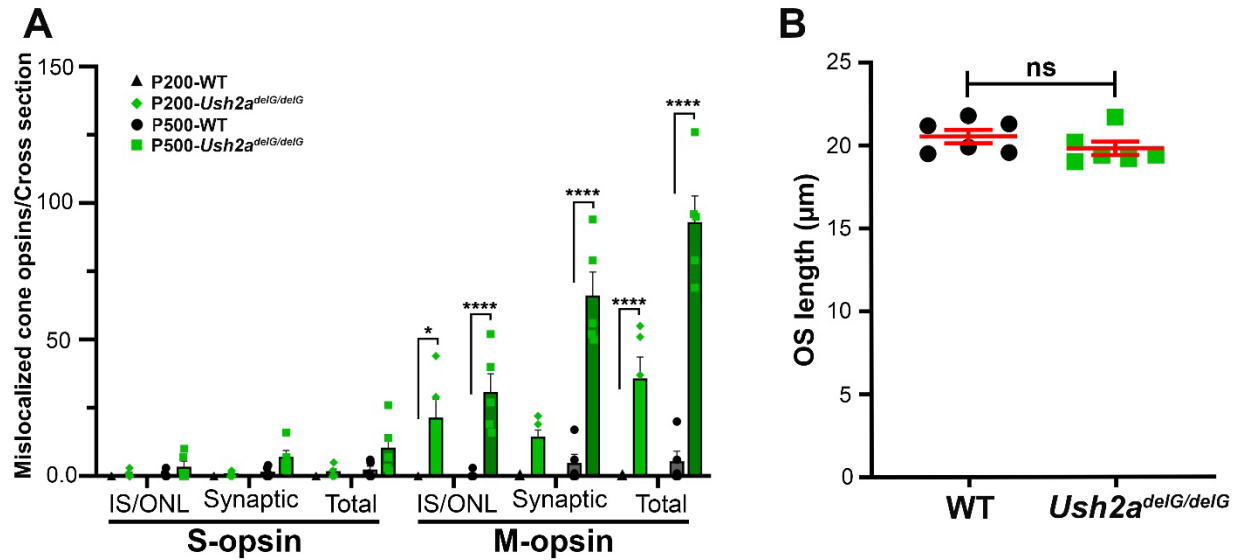 A
Mislocalized cone opsins/Cross section
150
100
50
0.0
P200-WT
P200-Ush2a^delG/delG
P500-WT
P500-Ush2a^delG/delG
*
****
****
****
****
IS/ONL Synaptic Total IS/ONL Synaptic Total
S-opsin M-opsin
B
OS length (µm)
25
20
15
10
5
0
ns
WT Ush2a^delG/delG